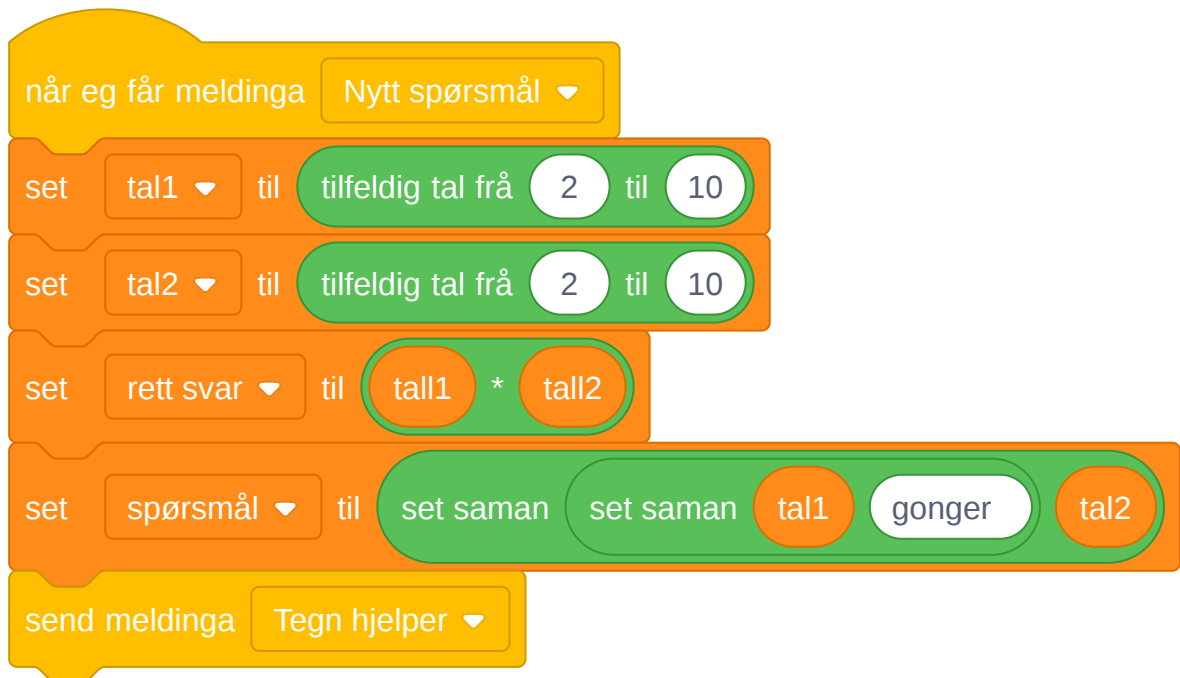 når eg får meldinga Nytt spørsmål
set tal1 til tilfeldig tal frå 2 til 10
set tal2 til tilfeldig tal frå 2 til 10
set rett svar til tall1 * tall2
set spørsmål til set saman set saman tal1 gonger tal2
send meldinga Tegn hjelper